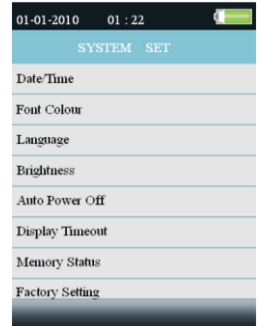 01-01-2010 01 : 22
SYSTEM SET
Date/Time
Font Colour
Language
Brightness
Auto Power Off
Display Timeout
Memory Status
Factory Setting